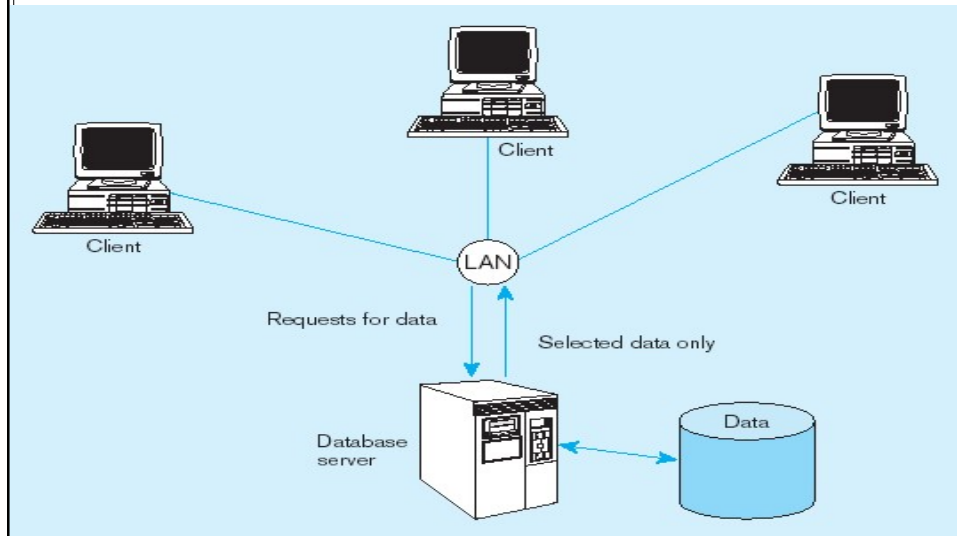 Client
Client
Client
LAN
Requests for data
Selected data only
Database
server
Data